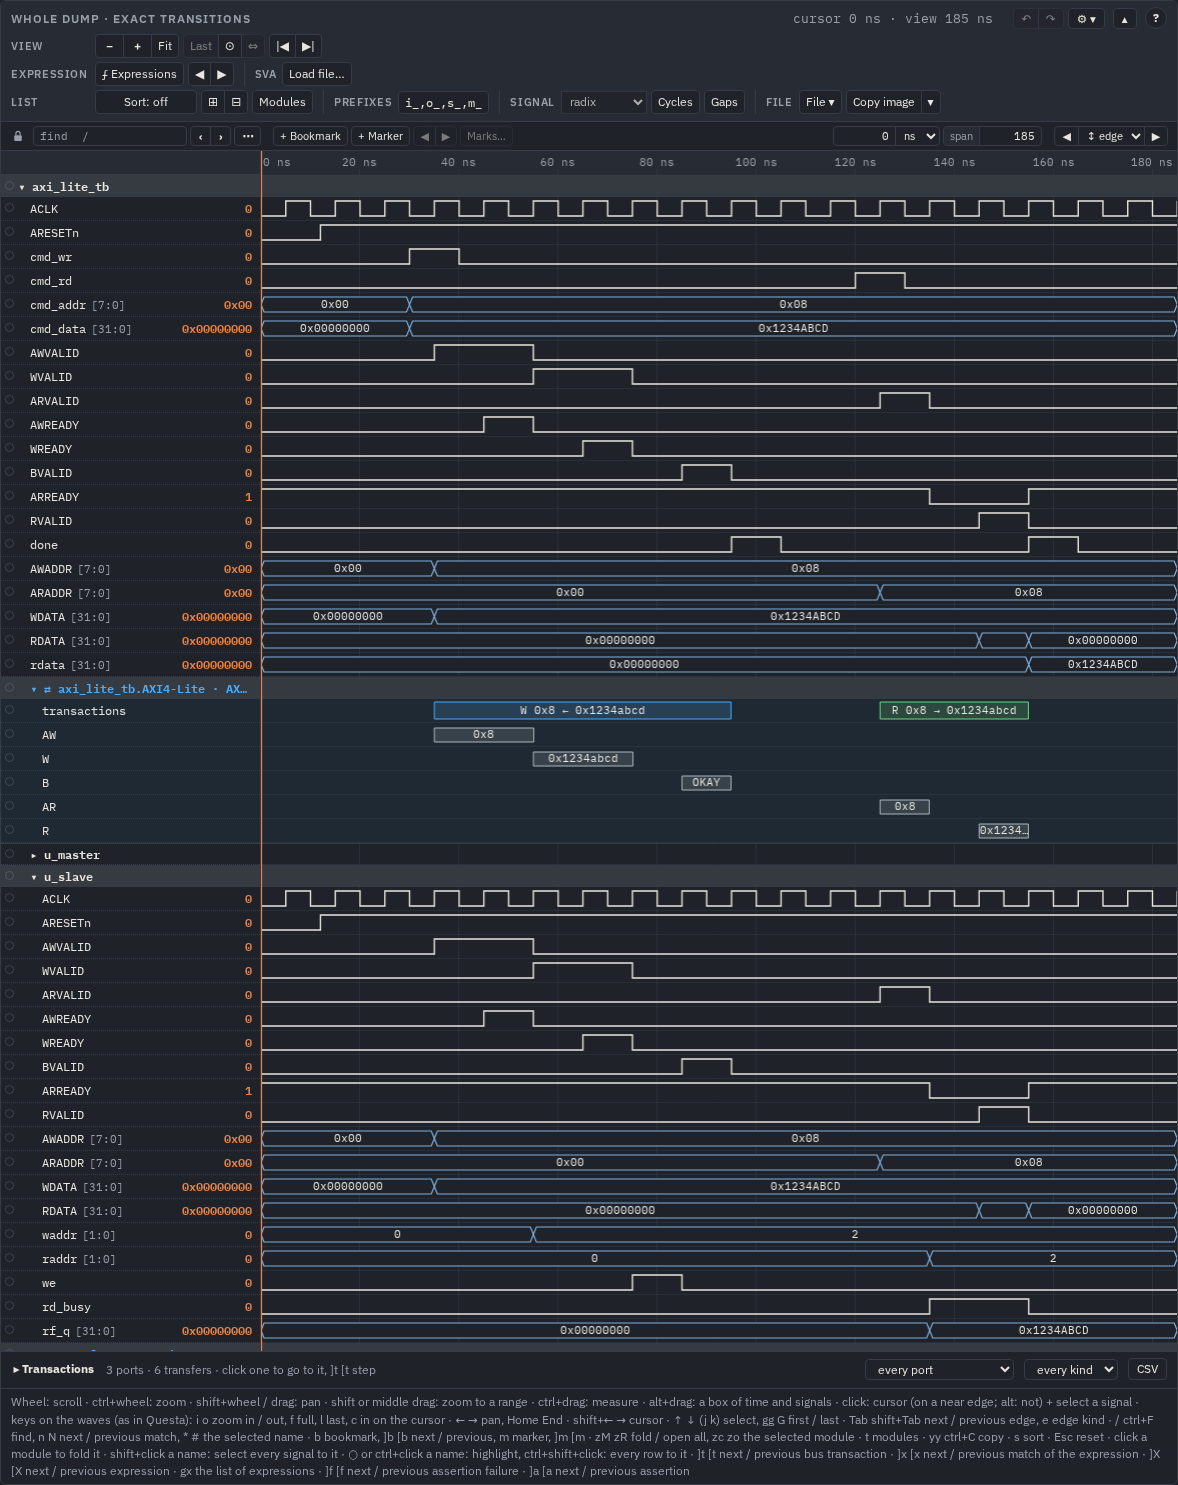 WHOLE DUMP · EXACT TRANSITIONS cursor 0 ns · view 185 ns ↶ ↷ ⚙ ▾ ▴ ?
VIEW − + Fit Last ⊙ ⇔ |◀ ▶|
EXPRESSION ⨍ Expressions ◀ ▶ SVA Load file...
LIST Sort: off ⊞ ⊟ Modules PREFIXES i_,o_,s_,m_ SIGNAL radix Cycles Gaps FILE File ▾ Copy image ▾
find / ‹ › ⋯ + Bookmark + Marker ◀ ▶ Marks... 0 ns span 185 ◀ ↕ edge ▶
0 ns 20 ns 40 ns 60 ns 80 ns 100 ns 120 ns 140 ns 160 ns 180 ns
▾ axi_lite_tb
ACLK 0
ARESETn 0
cmd_wr 0
cmd_rd 0
cmd_addr [7:0] 0x00 0x00 0x08
cmd_data [31:0] 0x00000000 0x00000000 0x1234ABCD
AWVALID 0
WVALID 0
ARVALID 0
AWREADY 0
WREADY 0
BVALID 0
ARREADY 1
RVALID 0
done 0
AWADDR [7:0] 0x00 0x00 0x08
ARADDR [7:0] 0x00 0x00 0x08
WDATA [31:0] 0x00000000 0x00000000 0x1234ABCD
RDATA [31:0] 0x00000000 0x00000000 0x00000000
rdata [31:0] 0x00000000 0x00000000 0x1234ABCD
▾ ⇄ axi_lite_tb.AXI4-Lite · AX…
transactions W 0x8 ← 0x1234abcd R 0x8 → 0x1234abcd
AW 0x8
W 0x1234abcd
B OKAY
AR 0x8
R 0x1234…
▸ u_master
▾ u_slave
ACLK 0
ARESETn 0
AWVALID 0
WVALID 0
ARVALID 0
AWREADY 0
WREADY 0
BVALID 0
ARREADY 1
RVALID 0
AWADDR [7:0] 0x00 0x00 0x08
ARADDR [7:0] 0x00 0x00 0x08
WDATA [31:0] 0x00000000 0x00000000 0x1234ABCD
RDATA [31:0] 0x00000000 0x00000000 0x00000000
waddr [1:0] 0 0 2
raddr [1:0] 0 0 2
we 0
rd_busy 0
rf_q [31:0] 0x00000000 0x00000000 0x1234ABCD
▸ Transactions 3 ports · 6 transfers · click one to go to it, ]t [t step every port every kind CSV
Wheel: scroll · ctrl+wheel: zoom · shift+wheel / drag: pan · shift or middle drag: zoom to a range · ctrl+drag: measure · alt+drag: a box of time and signals · click: cursor (on a near edge; alt: not) + select a signal ·
keys on the waves (as in Questa): i o zoom in / out, f full, l last, c in on the cursor · ←→ pan, Home End · shift+←→ cursor · ↑ ↓ (j k) select, gg G first / last · Tab shift+Tab next / previous edge, e edge kind · / ctrl+F
find, n N next / previous match, * # the selected name · b bookmark, ]b [b next / previous, m marker, ]m [m · zM zR fold / open all, zc zo the selected module · t modules · yy ctrl+C copy · s sort · Esc reset · click a
module to fold it · shift+click a name: select every signal to it · ○ or ctrl+click a name: highlight, ctrl+shift+click: every row to it · ]t [t next / previous bus transaction · ]x [x next / previous match of the expression · ]X
[X next / previous expression · gx the list of expressions · ]f [f next / previous assertion failure · ]a [a next / previous assertion